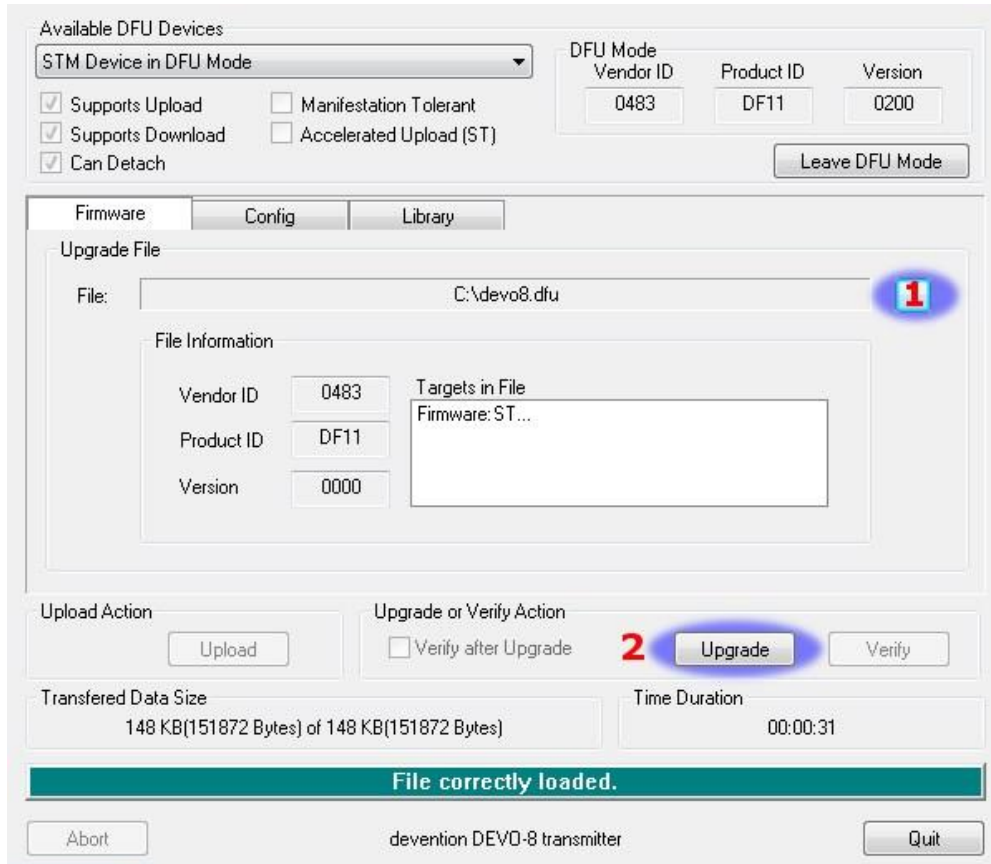 Available DFU Devices
STM Device in DFU Mode
Supports Upload
Manifestation Tolerant
Supports Download
Accelerated Upload (ST)
Can Detach
DFU Mode
Vendor ID Product ID Version
0483 DF11 0200
Leave DFU Mode
Firmware Config Library
Upgrade File
File: C:\devo8.dfu 1
File Information
Vendor ID 0483
Product ID DF11
Version 0000
Targets in File
Firmware: ST...
Upload Action
Upload
Upgrade or Verify Action
Verify after Upgrade 2 Upgrade Verify
Transfered Data Size
148 KB(151872 Bytes) of 148 KB(151872 Bytes)
Time Duration
00:00:31
File correctly loaded.
Abort devention DEVO-8 transmitter Quit